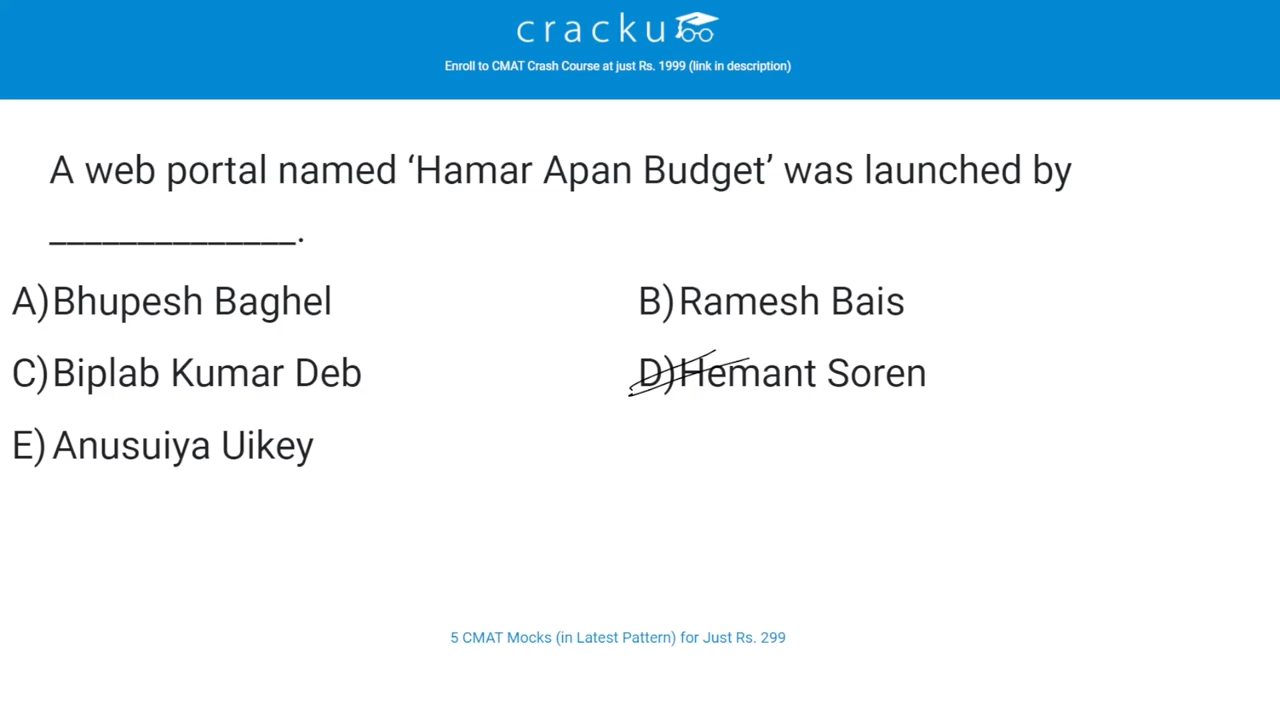 cracku
Enroll to CMAT Crash Course at just Rs. 1999 (link in description)
A web portal named ‘Hamar Apan Budget’ was launched by
______________.
A)Bhupesh Baghel
B)Ramesh Bais
C)Biplab Kumar Deb
D)Hemant Soren
E)Anusuiya Uikey
5 CMAT Mocks (in Latest Pattern) for Just Rs. 299